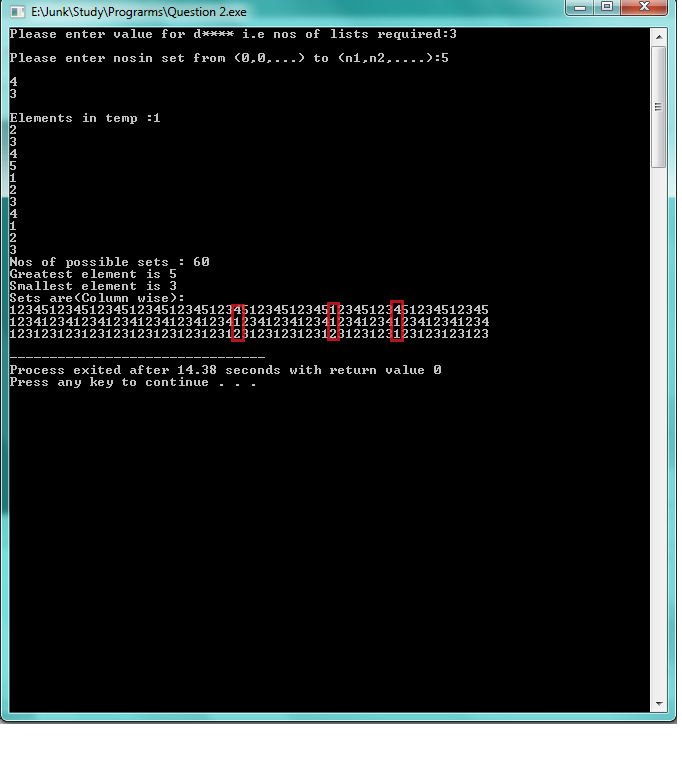 E:\Junk\Study\Programs\Question 2.exe
Please enter value for d**** i.e nos of lists required:3
Please enter nosin set from (0,0,...) to (n1,n2,....):5
4
3
Elements in temp :1
2
3
4
5
1
2
3
4
1
2
3
Nos of possible sets : 60
Greatest element is 5
Smallest element is 3
Sets are(Column wise):
123451234512345123451234512345123451234512345123451234512345
123412341234123412341234123412341234123412341234123412341234
123123123123123123123123123123123123123123123123123123123123
--------------------------------
Process exited after 14.38 seconds with return value 0
Press any key to continue . . .